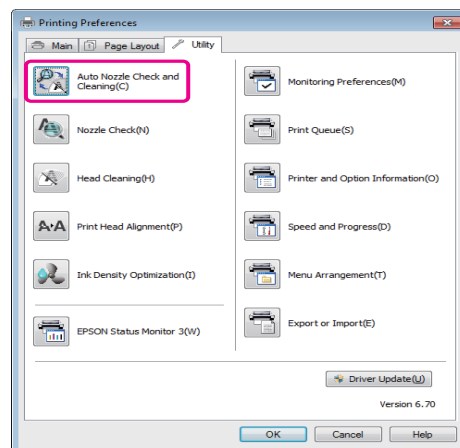 Printing Preferences
Main
Page Layout
Utility
Auto Nozzle Check and
Cleaning(C)
Nozzle Check(N)
Head Cleaning(H)
A▸A
Print Head Alignment(P)
Ink Density Optimization(I)
EPSON Status Monitor 3(W)
Monitoring Preferences(M)
Print Queue(S)
Printer and Option Information(O)
Speed and Progress(D)
Menu Arrangement(T)
Export or Import(E)
Driver Update(U)
Version 6.70
OK
Cancel
Help